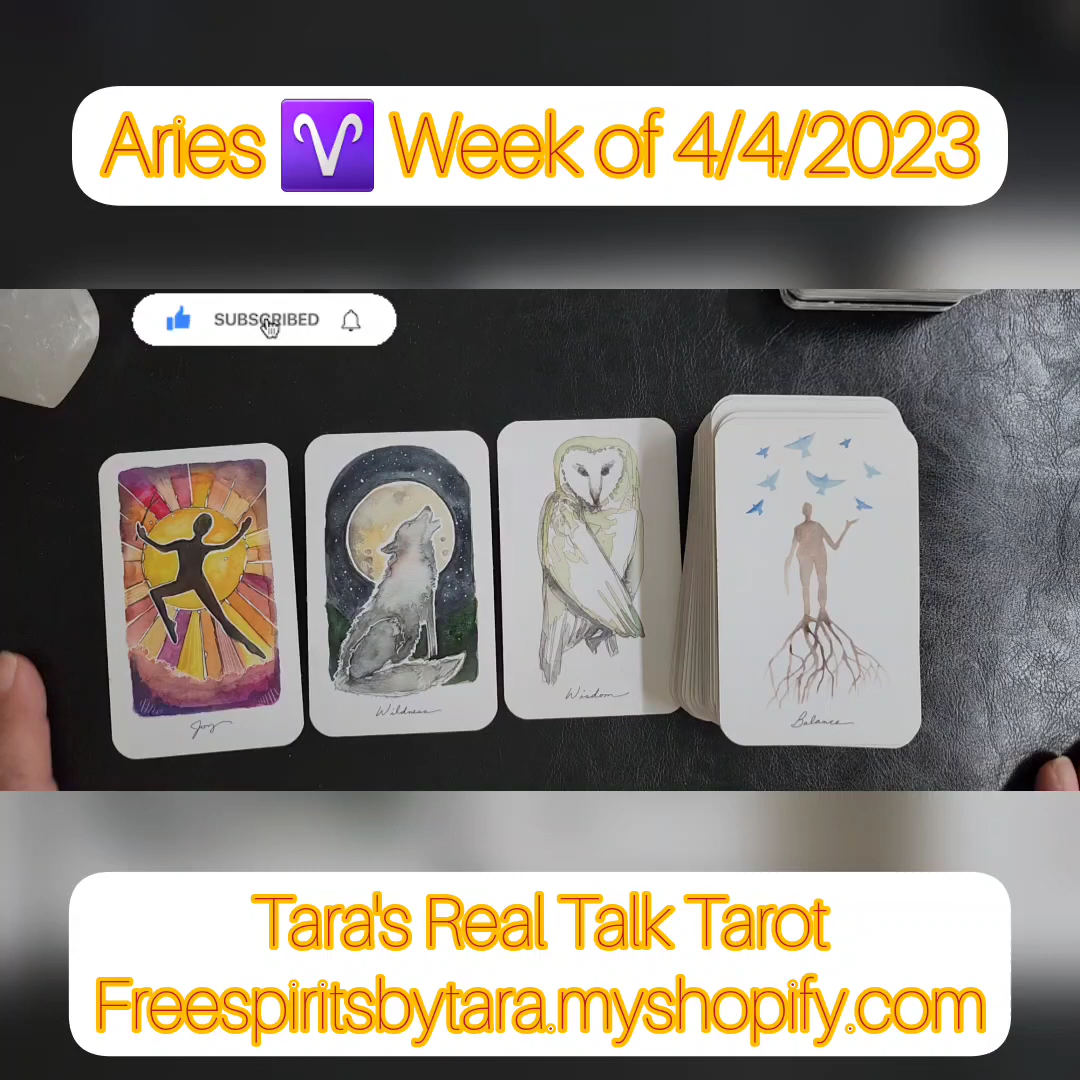 Aries ♈ Week of 4/4/2023
SUBSCRIBED
Joy
Wildness
Wisdom
Balance
Tara's Real Talk Tarot
Freespiritsbytara.myshopify.com